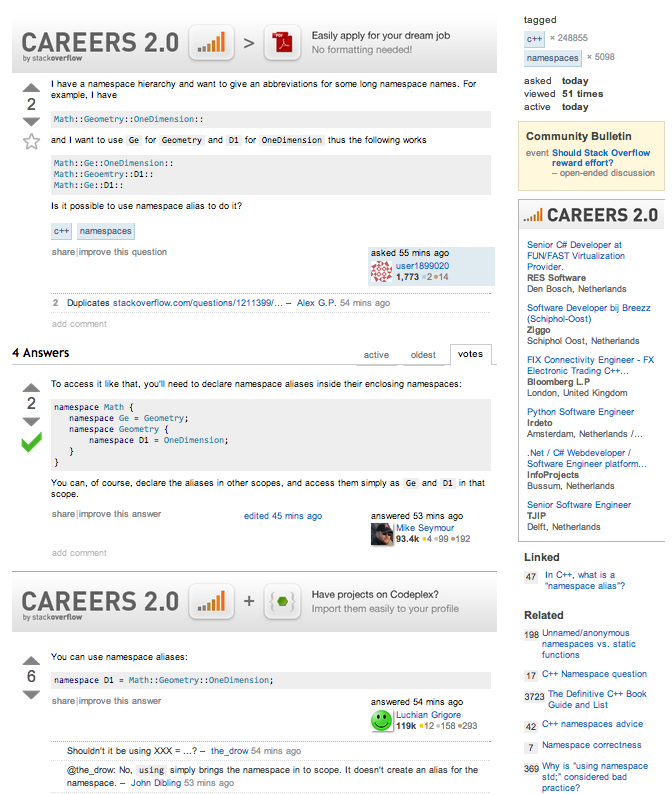 CAREERS 2.0
by stackoverflow
>
Easily apply for your dream job
No formatting needed!
2
I have a namespace hierarchy and want to give an abbreviations for some long namespace names. For
example, I have
Math::Geometry::OneDimension::
and I want to use Ge for Geometry and D1 for OneDimension thus the following works
Math::Ge::OneDimension::
Math::Geoemtry::D1::
Math::Ge::D1::
Is it possible to use namespace alias to do it?
c++ namespaces
share|improve this question
asked 55 mins ago
user1899020
1,773 ●2●14
2 Duplicates stackoverflow.com/questions/1211399/... – Alex G.P. 54 mins ago
add comment
4 Answers
active oldest votes
2
To access it like that, you'll need to declare namespace aliases inside their enclosing namespaces:
namespace Math {
namespace Ge = Geometry;
namespace Geometry {
namespace D1 = OneDimension;
}
}
You can, of course, declare the aliases in other scopes, and access them simply as Ge and D1 in that
scope.
share|improve this answer
edited 45 mins ago
answered 53 mins ago
Mike Seymour
93.4k ●4●99●192
add comment
CAREERS 2.0
by stackoverflow
+
Have projects on Codeplex?
Import them easily to your profile
6
You can use namespace aliases:
namespace D1 = Math::Geometry::OneDimension;
share|improve this answer
answered 54 mins ago
Luchian Grigore
119k ●12●158●293
Shouldn't it be using XXX = ...? – the_drow 54 mins ago
@the_drow: No, using simply brings the namespace in to scope. It doesn't create an alias for the
namespace. – John Dibling 53 mins ago
tagged
c++ × 248855
namespaces × 5098
asked today
viewed 51 times
active today
Community Bulletin
event Should Stack Overflow
reward effort?
– open-ended discussion
CAREERS 2.0
Senior C# Developer at
FUN/FAST Virtualization
Provider.
RES Software
Den Bosch, Netherlands
Software Developer bij Breezz
(Schiphol-Oost)
Ziggo
Schiphol Oost, Netherlands
FIX Connectivity Engineer - FX
Electronic Trading C++...
Bloomberg L.P
London, United Kingdom
Python Software Engineer
Irdeto
Amsterdam, Netherlands /...
.Net / C# Webdeveloper /
Software Engineer platform...
InfoProjects
Bussum, Netherlands
Senior Software Engineer
TJIP
Delft, Netherlands
Linked
47 In C++, what is a
"namespace alias"?
Related
198 Unnamed/anonymous
namespaces vs. static
functions
17 C++ Namespace question
3723 The Definitive C++ Book
Guide and List
42 C++ namespaces advice
7 Namespace correctness
369 Why is "using namespace
std;" considered bad
practice?